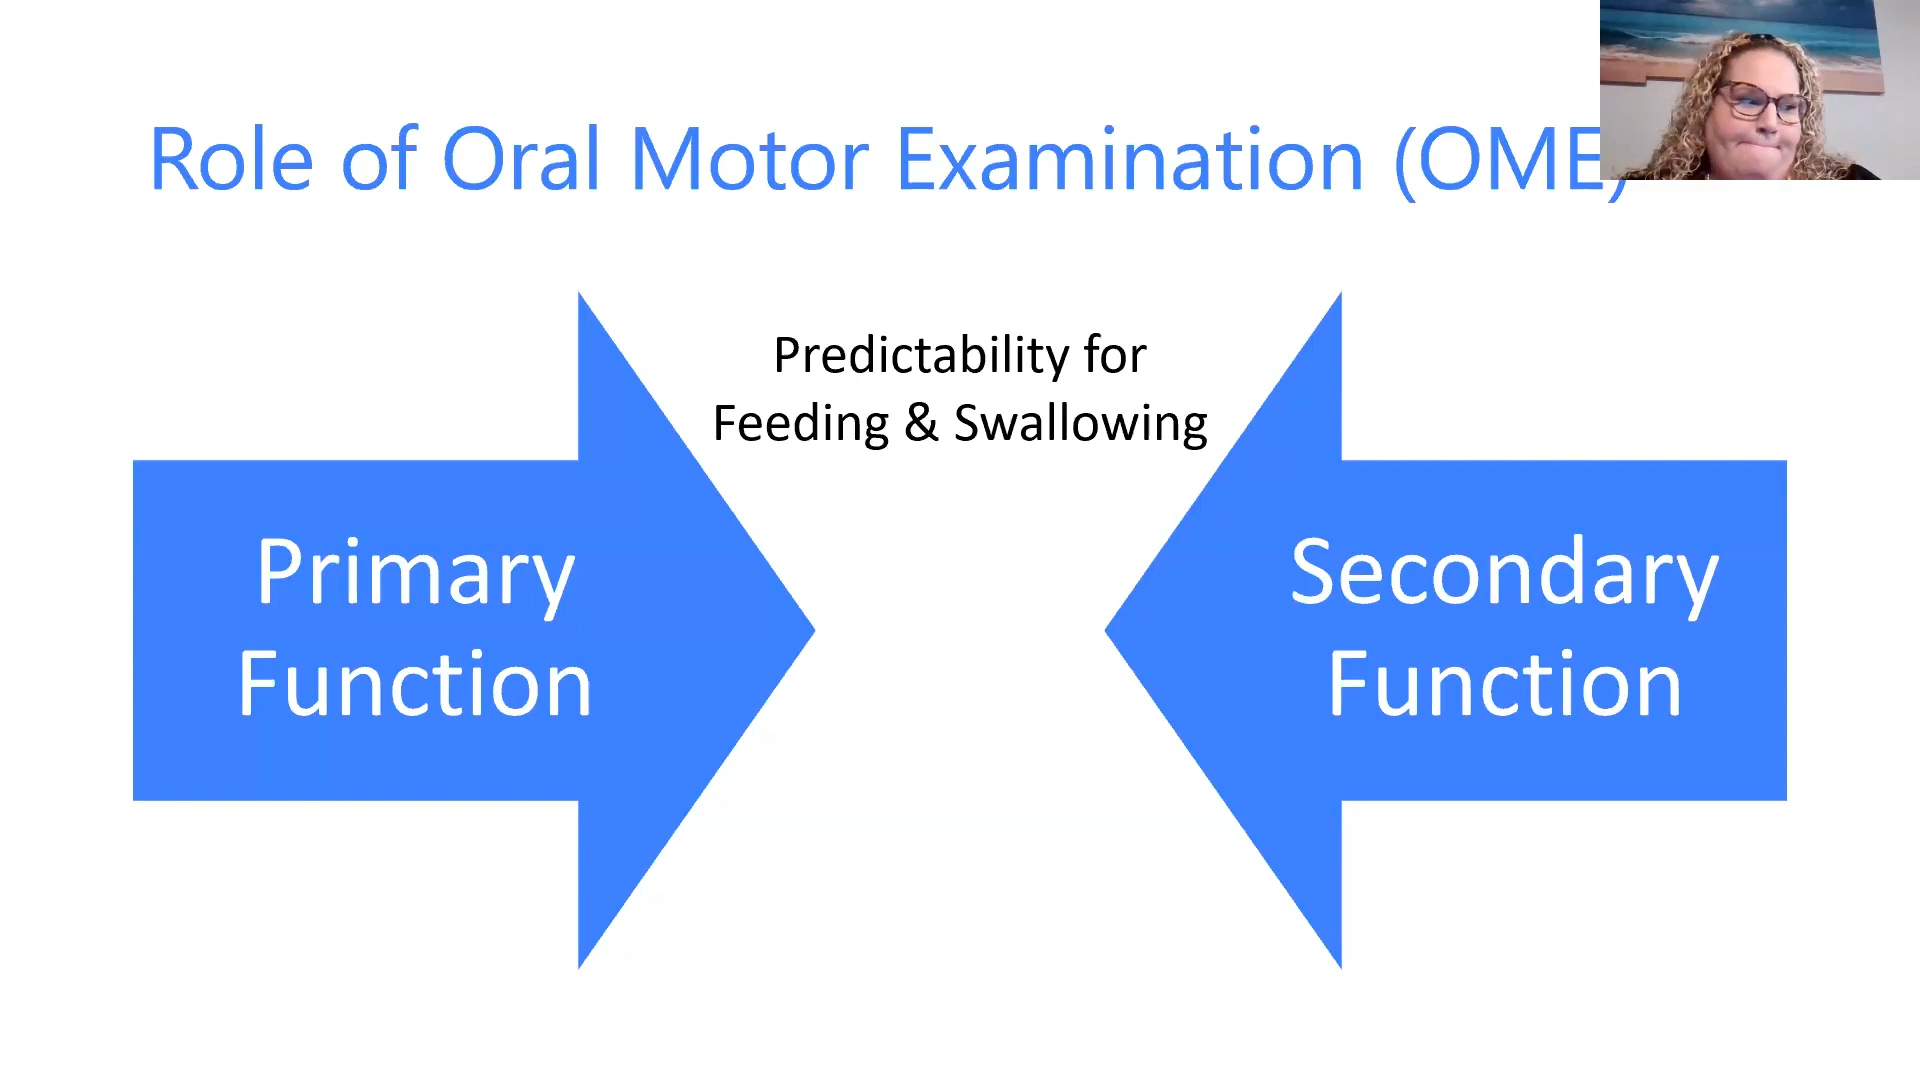 Role of Oral Motor Examination (OME)
Predictability for
Feeding & Swallowing
Primary
Function
Secondary
Function